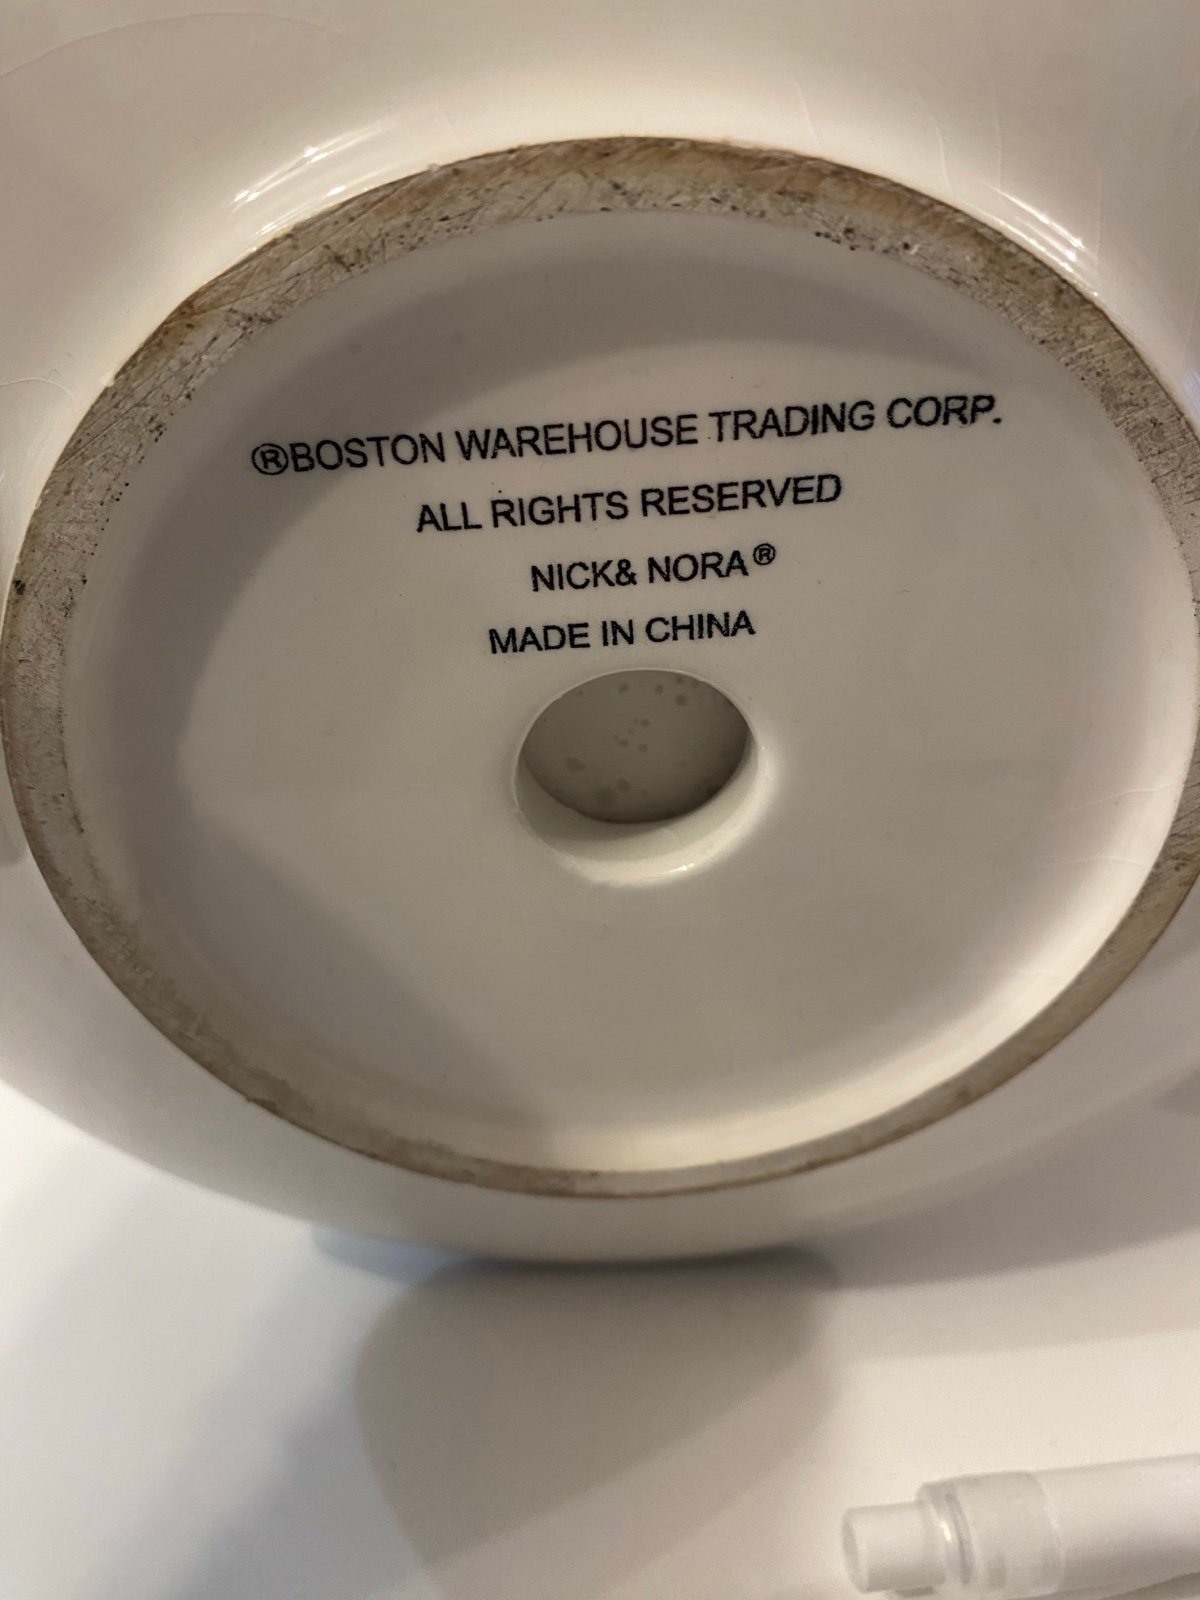 ®BOSTON WAREHOUSE TRADING CORP.
ALL RIGHTS RESERVED
NICK& NORA®
MADE IN CHINA